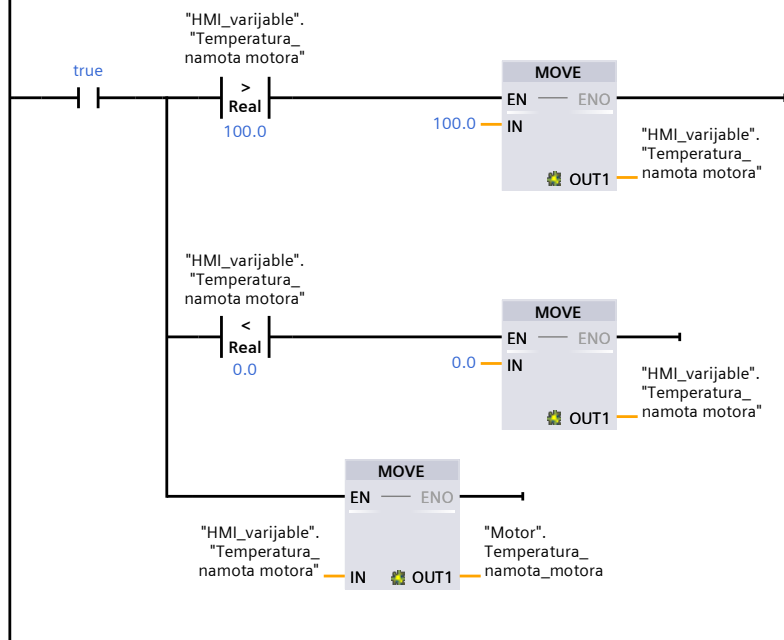 "HMI_varijable".
"Temperatura_
namota motora"
true
>
Real
100.0
MOVE
EN
ENO
100.0
IN
OUT1
"HMI_varijable".
"Temperatura_
namota motora"
"HMI_varijable".
"Temperatura_
namota motora"
<
Real
0.0
MOVE
EN
ENO
0.0
IN
OUT1
"HMI_varijable".
"Temperatura_
namota motora"
MOVE
EN
ENO
"HMI_varijable".
"Temperatura_
namota motora"
IN
OUT1
"Motor".
Temperatura_
namota_motora